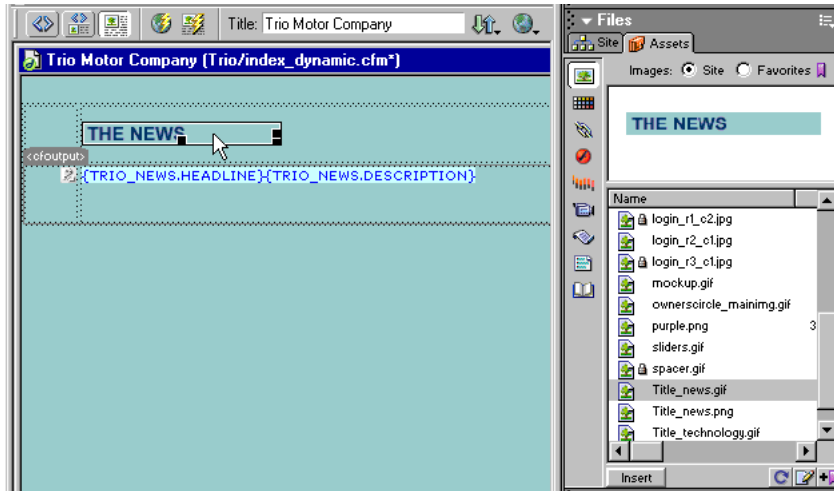 Title: Trio Motor Company
Trio Motor Company (Trio/index_dynamic.cfm*)
THE NEWS
<cfoutput>
{TRIO_NEWS.HEADLINE}{TRIO_NEWS.DESCRIPTION}
Files
Site Assets
Images: Site Favorites
THE NEWS
Name
login_r1_c2.jpg
login_r2_c1.jpg
login_r3_c1.jpg
mockup.gif
ownerscircle_mainimg.gif
purple.png 3
sliders.gif
spacer.gif
Title_news.gif
Title_news.png
Title_technology.gif
Insert